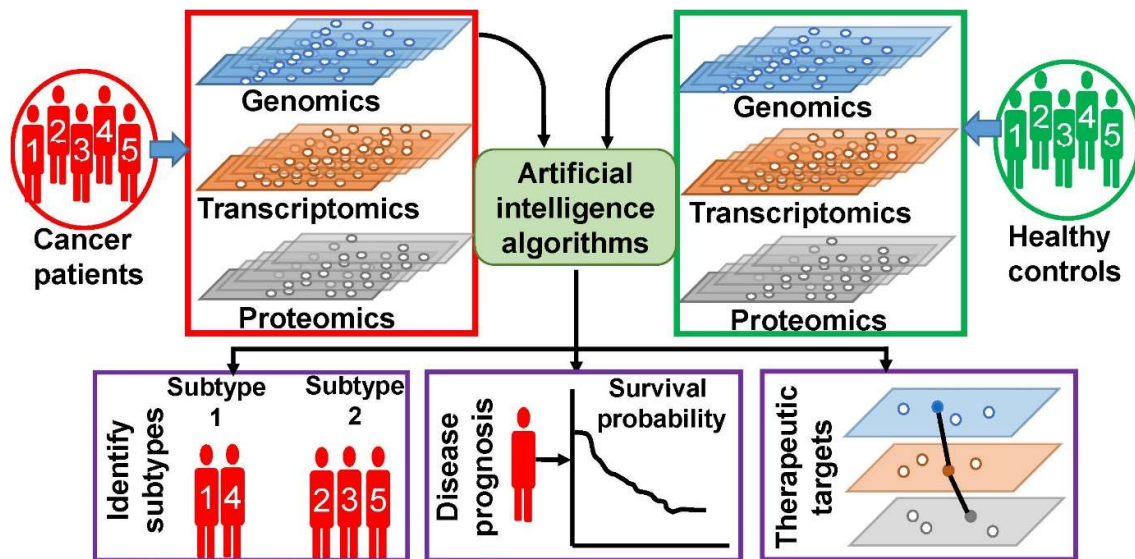 1
2
3
4
5
Cancer
patients
Genomics
Transcriptomics
Proteomics
Artificial
intelligence
algorithms
Genomics
Transcriptomics
Proteomics
1
2
3
4
5
Healthy
controls
Identify
subtypes
Subtype
1
1 4
Subtype
2
2 3 5
Disease
prognosis
Survival
probability
Therapeutic
targets